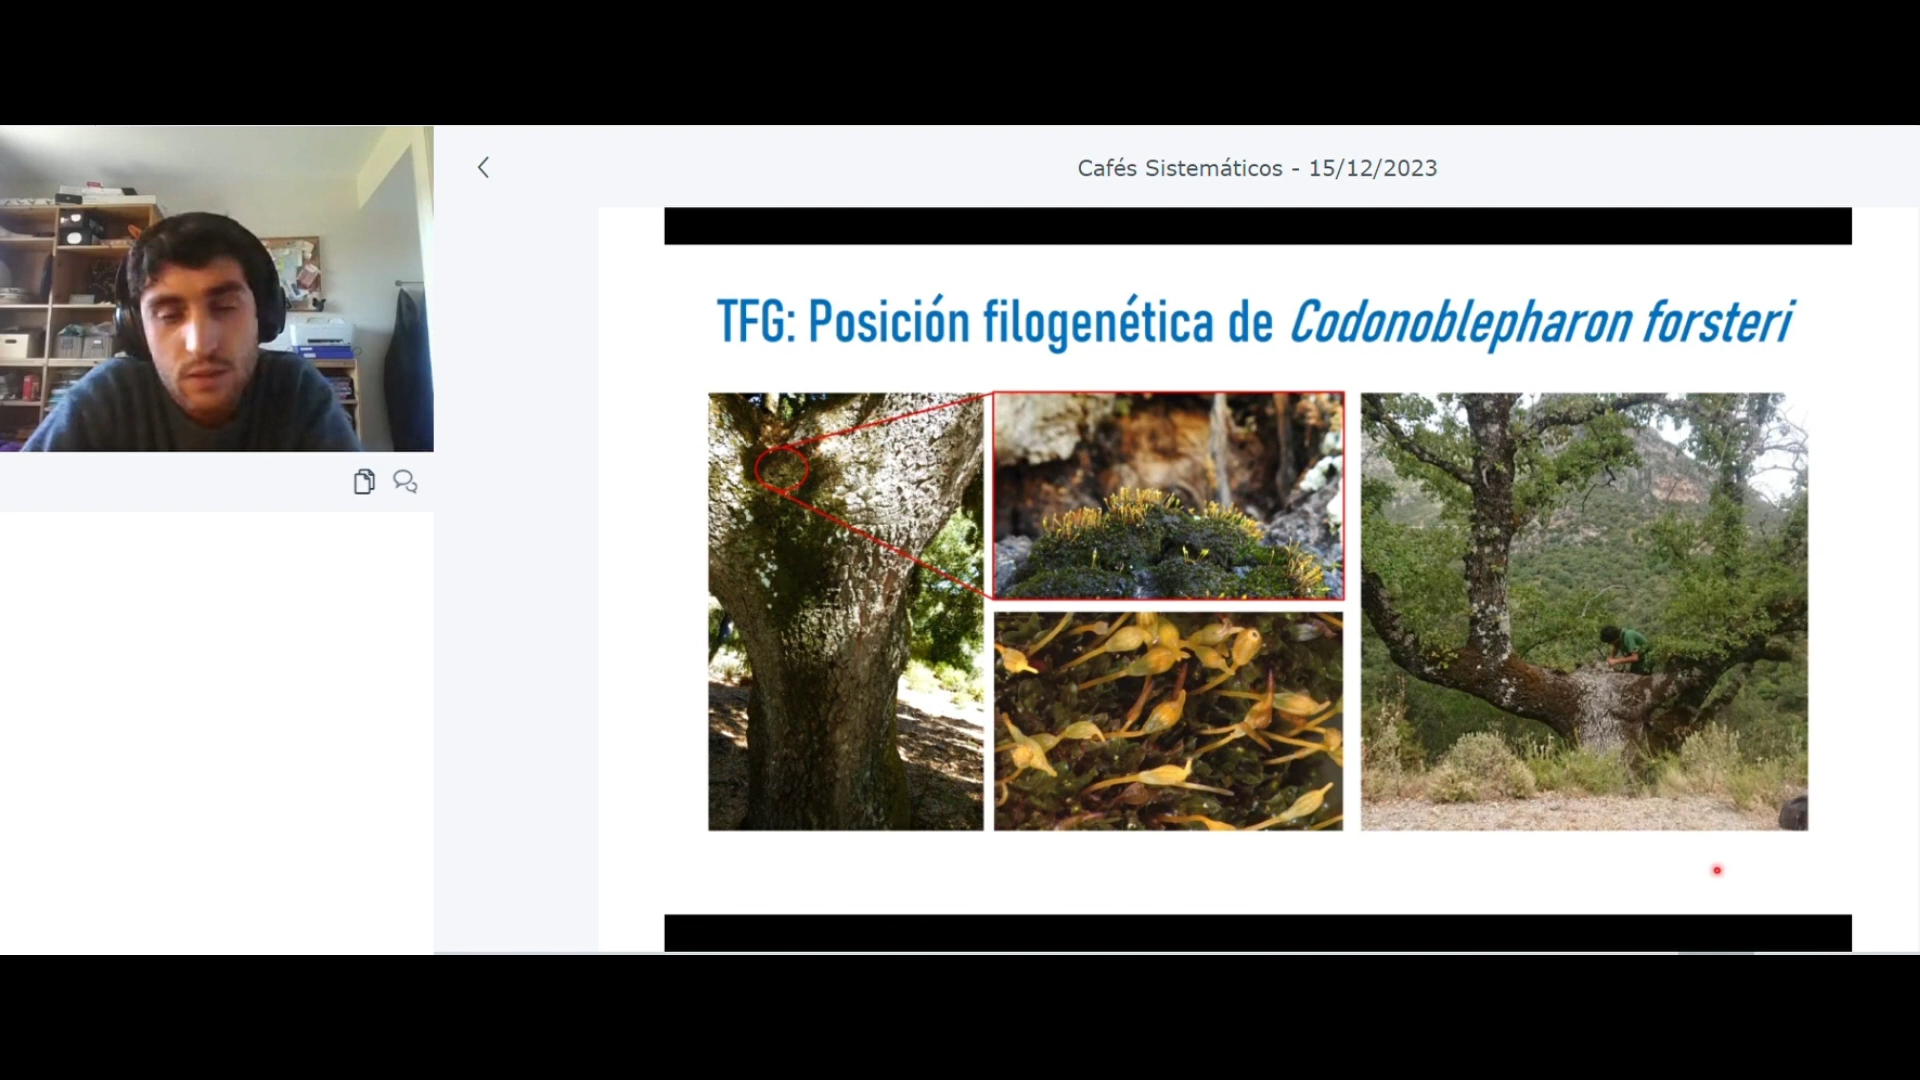 Cafés Sistemáticos - 15/12/2023
TFG: Posición filogenética de Codonoblepharon forsteri